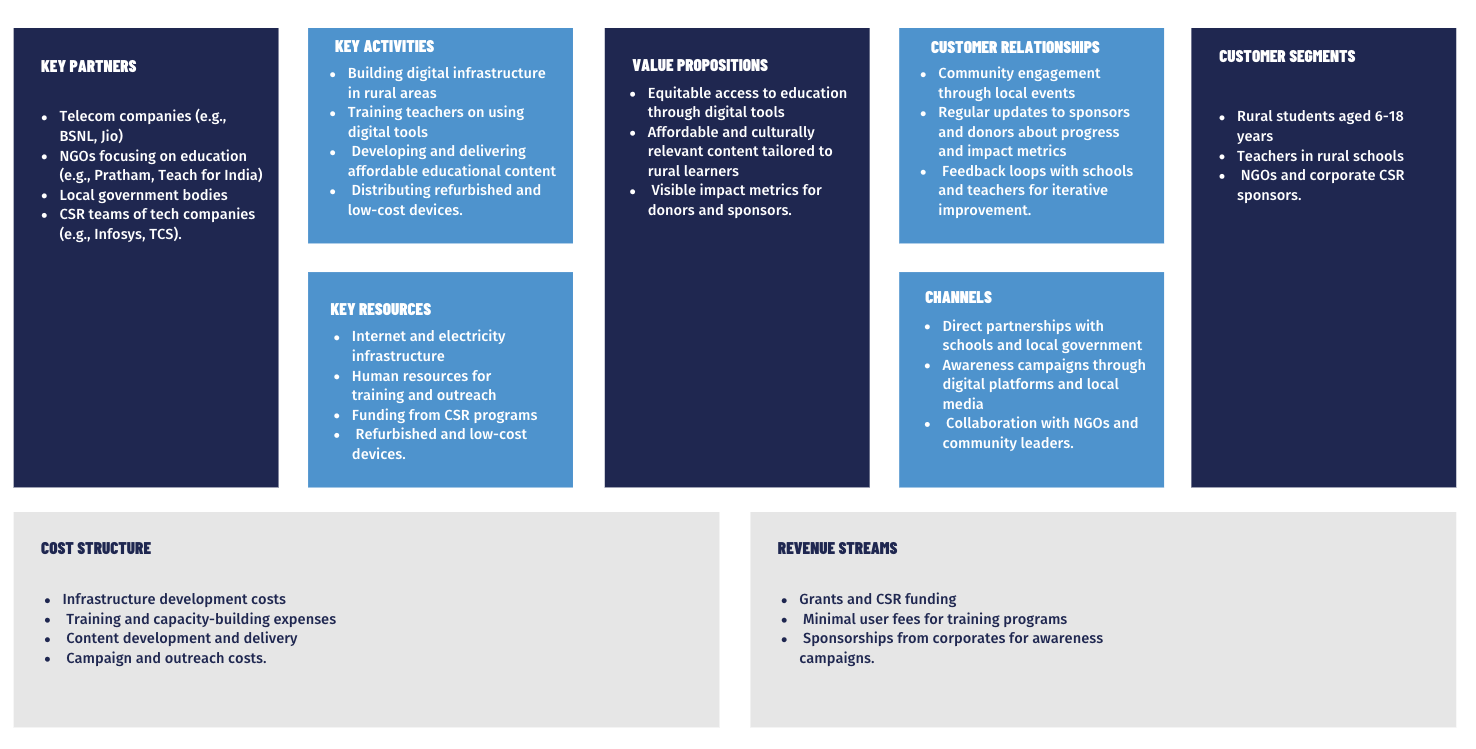 KEY PARTNERS
• Telecom companies (e.g.,
BSNL, Jio)
• NGOs focusing on education
(e.g., Pratham, Teach for India)
• Local government bodies
• CSR teams of tech companies
(e.g., Infosys, TCS).
KEY ACTIVITIES
• Building digital infrastructure
in rural areas
• Training teachers on using
digital tools
• Developing and delivering
affordable educational content
• Distributing refurbished and
low-cost devices.
KEY RESOURCES
• Internet and electricity
infrastructure
• Human resources for
training and outreach
• Funding from CSR programs
• Refurbished and low-cost
devices.
VALUE PROPOSITIONS
• Equitable access to education
through digital tools
• Affordable and culturally
relevant content tailored to
rural learners
• Visible impact metrics for
donors and sponsors.
CUSTOMER RELATIONSHIPS
• Community engagement
through local events
• Regular updates to sponsors
and donors about progress
and impact metrics
• Feedback loops with schools
and teachers for iterative
improvement.
CHANNELS
• Direct partnerships with
schools and local government
• Awareness campaigns through
digital platforms and local
media
• Collaboration with NGOs and
community leaders.
CUSTOMER SEGMENTS
• Rural students aged 6-18
years
• Teachers in rural schools
• NGOs and corporate CSR
sponsors.
COST STRUCTURE
• Infrastructure development costs
• Training and capacity-building expenses
• Content development and delivery
• Campaign and outreach costs.
REVENUE STREAMS
• Grants and CSR funding
• Minimal user fees for training programs
• Sponsorships from corporates for awareness
campaigns.